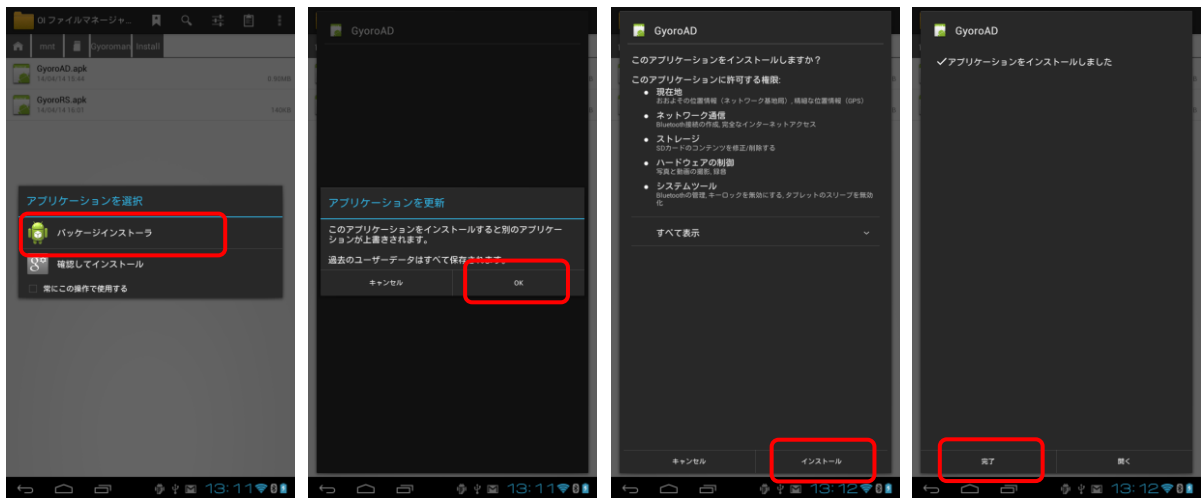 OI ファイルマネージャ...
mnt
Gyoroman
Install
GyoroAD.apk
14/04/14 18:44
0.98MB
GyoroRS.apk
14/04/14 18:01
140KB
アプリケーションを選択
パッケージインストーラ
確認してインストール
常にこの操作で使用する
13:11
GyoroAD
アプリケーションを更新
このアプリケーションをインストールすると別のアプリケー
ションが上書きされます。
過去のユーザーデータはすべて保存されます。
キャンセル
OK
13:11
GyoroAD
このアプリケーションをインストールしますか？
このアプリケーションに許可する権限:
● 現在地
おおよその位置情報（ネットワーク基地局）, 精細な位置情報（GPS）
● ネットワーク通信
Bluetooth接続の作成, 完全なインターネットアクセス
● ストレージ
SDカードのコンテンツを修正/削除する
● ハードウェアの制御
写真と動画の撮影, 録音
● システムツール
Bluetoothの管理, キーロックを無効にする, タブレットのスリープを無効
化
すべて表示
キャンセル
インストール
13:12
GyoroAD
✓アプリケーションをインストールしました
完了
開く
13:12